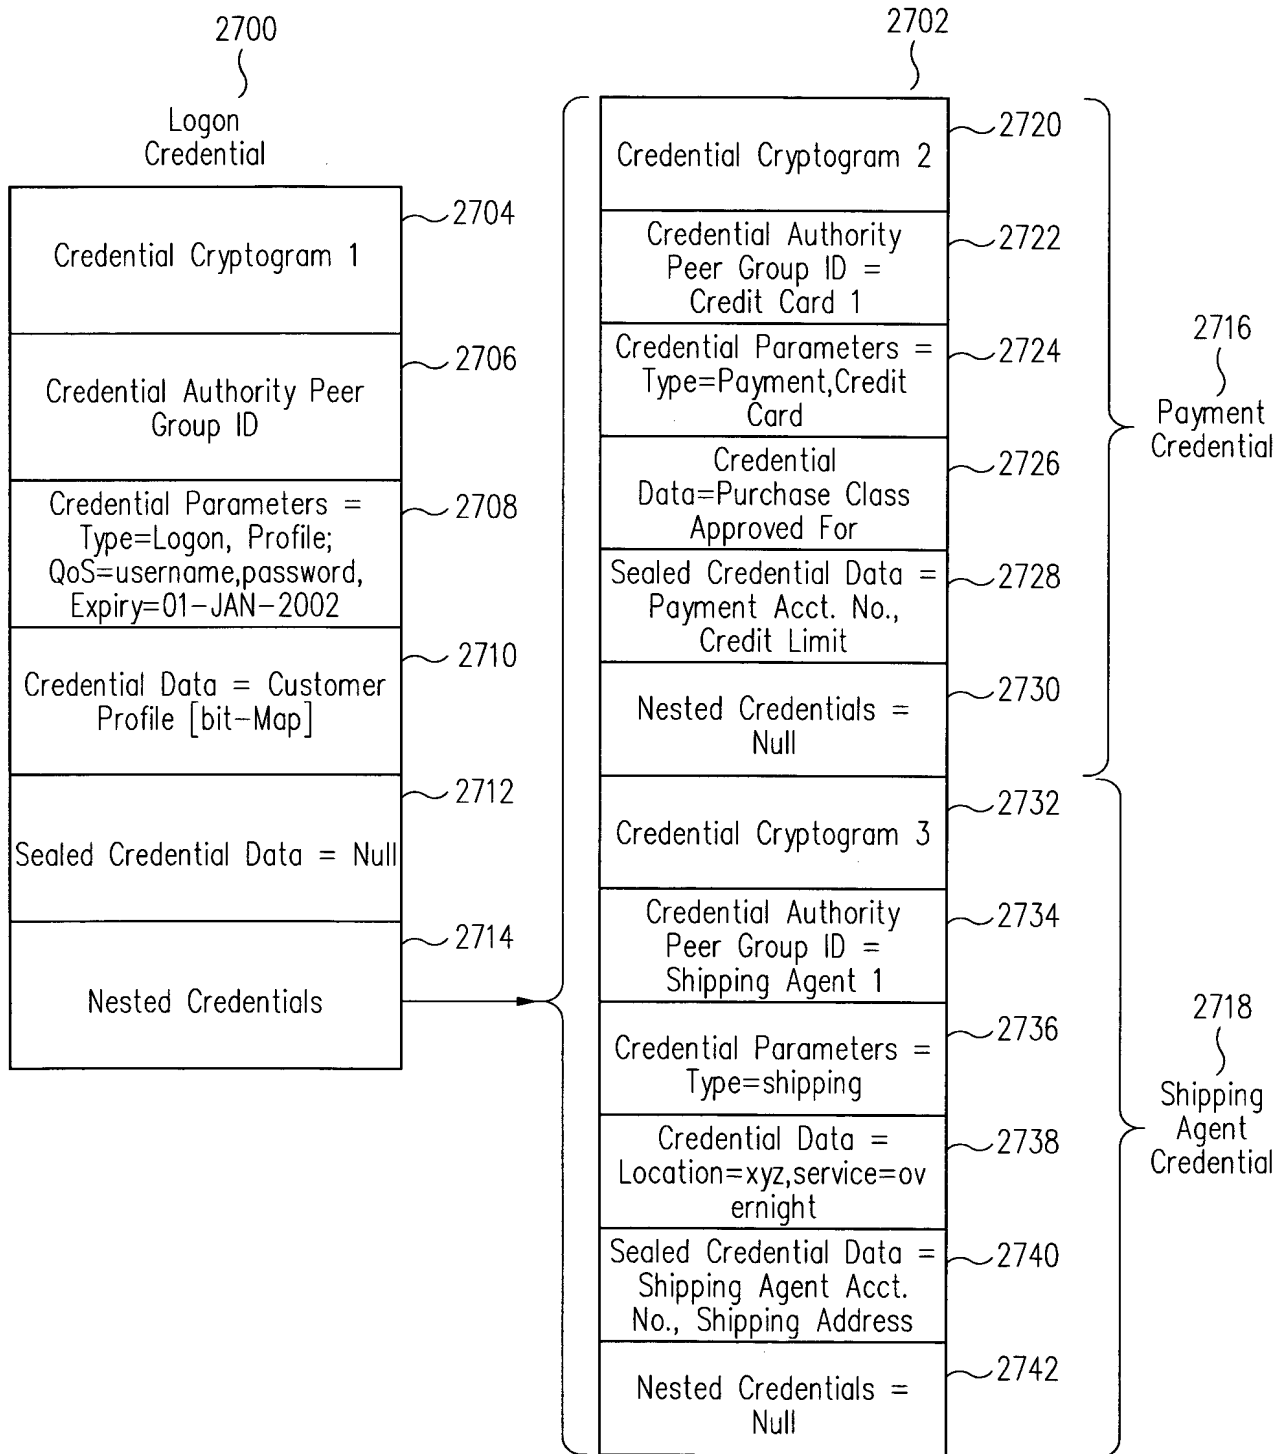 2700
Logon
Credential
2704
Credential Cryptogram 1
2706
Credential Authority Peer
Group ID
2708
Credential Parameters =
Type=Logon, Profile;
QoS=username,password,
Expiry=01-JAN-2002
2710
Credential Data = Customer
Profile [bit-Map]
2712
Sealed Credential Data = Null
2714
Nested Credentials
2702
2720
Credential Cryptogram 2
2722
Credential Authority
Peer Group ID =
Credit Card 1
2724
Credential Parameters =
Type=Payment,Credit
Card
2726
Credential
Data=Purchase Class
Approved For
2728
Sealed Credential Data =
Payment Acct. No.,
Credit Limit
2730
Nested Credentials =
Null
2716
Payment
Credential
2732
Credential Cryptogram 3
2734
Credential Authority
Peer Group ID =
Shipping Agent 1
2736
Credential Parameters =
Type=shipping
2738
Credential Data =
Location=xyz,service=ov
ernight
2740
Sealed Credential Data =
Shipping Agent Acct.
No., Shipping Address
2742
Nested Credentials =
Null
2718
Shipping
Agent
Credential